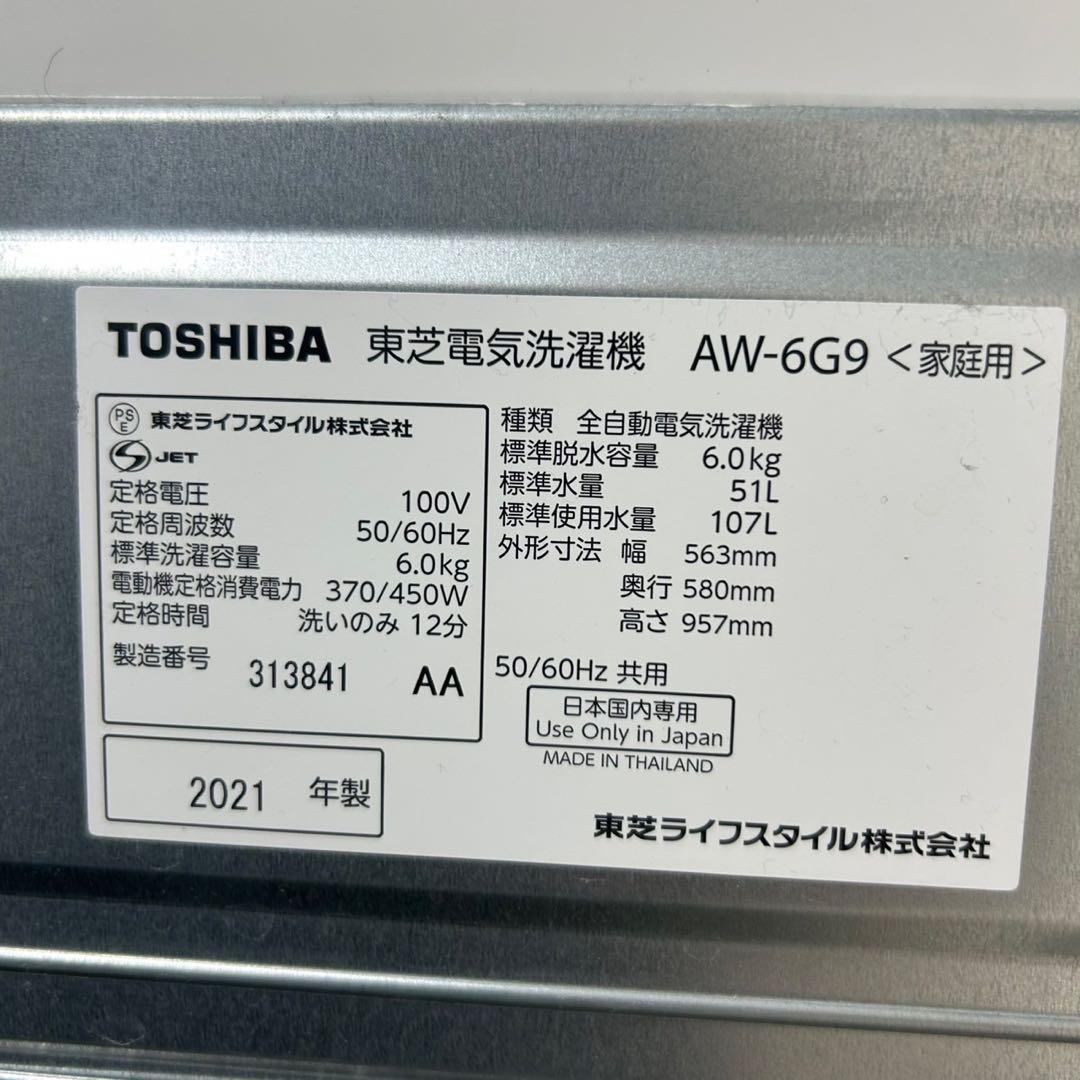 TOSHIBA 東芝電気洗濯機 AW-6G9 <家庭用>
PS
E 東芝ライフスタイル株式会社
S JET
定格電圧 100V
定格周波数 50/60Hz
標準洗濯容量 6.0kg
電動機定格消費電力 370/450W
定格時間 洗いのみ 12分
製造番号 313841 AA
2021 年製
種類 全自動電気洗濯機
標準脱水容量 6.0kg
標準水量 51L
標準使用水量 107L
外形寸法 幅 563mm
奥行 580mm
高さ 957mm
50/60Hz 共用
日本国内専用
Use Only in Japan
MADE IN THAILAND
東芝ライフスタイル株式会社